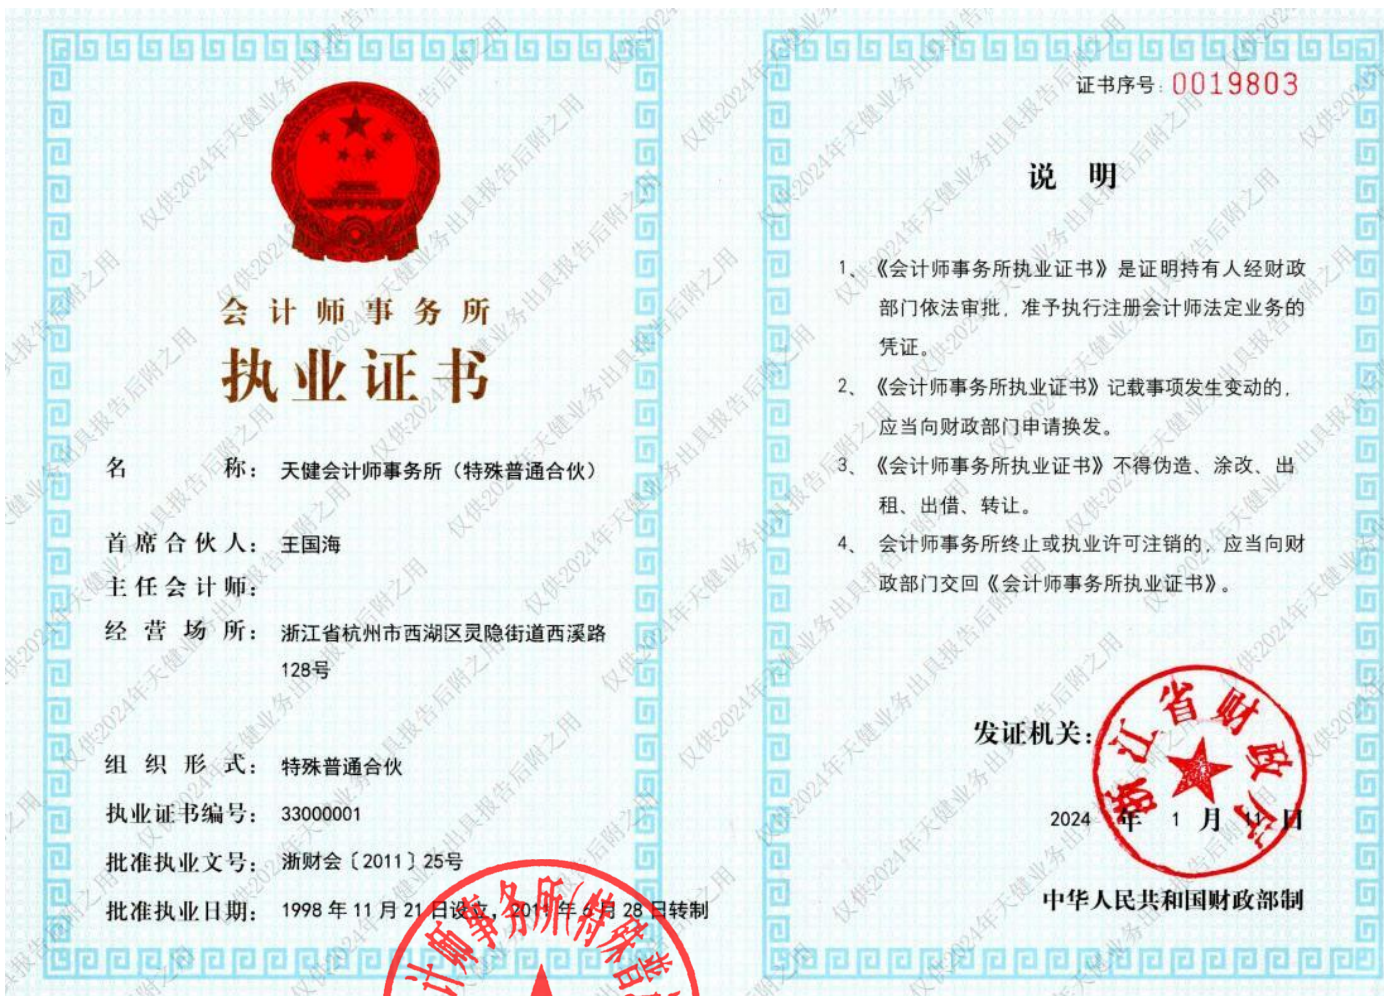 会计师事务所
执业证书
名称：天健会计师事务所（特殊普通合伙）
首席合伙人：王国海
主任会计师：
经营场所：浙江省杭州市西湖区灵隐街道西溪路
128号
组织形式：特殊普通合伙
执业证书编号：33000001
批准执业文号：浙财会〔2011〕25号
批准执业日期：1998年11月21日设立，2011年6月28日转制
计师事务所(特殊普
证书序号：0019803
说明
1、《会计师事务所执业证书》是证明持有人经财政
部门依法审批，准予执行注册会计师法定业务的
凭证。
2、《会计师事务所执业证书》记载事项发生变动的，
应当向财政部门申请换发。
3、《会计师事务所执业证书》不得伪造、涂改、出
租、出借、转让。
4、会计师事务所终止或执业许可注销的，应当向财
政部门交回《会计师事务所执业证书》。
发证机关：
浙江省财政厅
2024年1月11日
中华人民共和国财政部制
仅供2024年天健业务出具报告后附之用